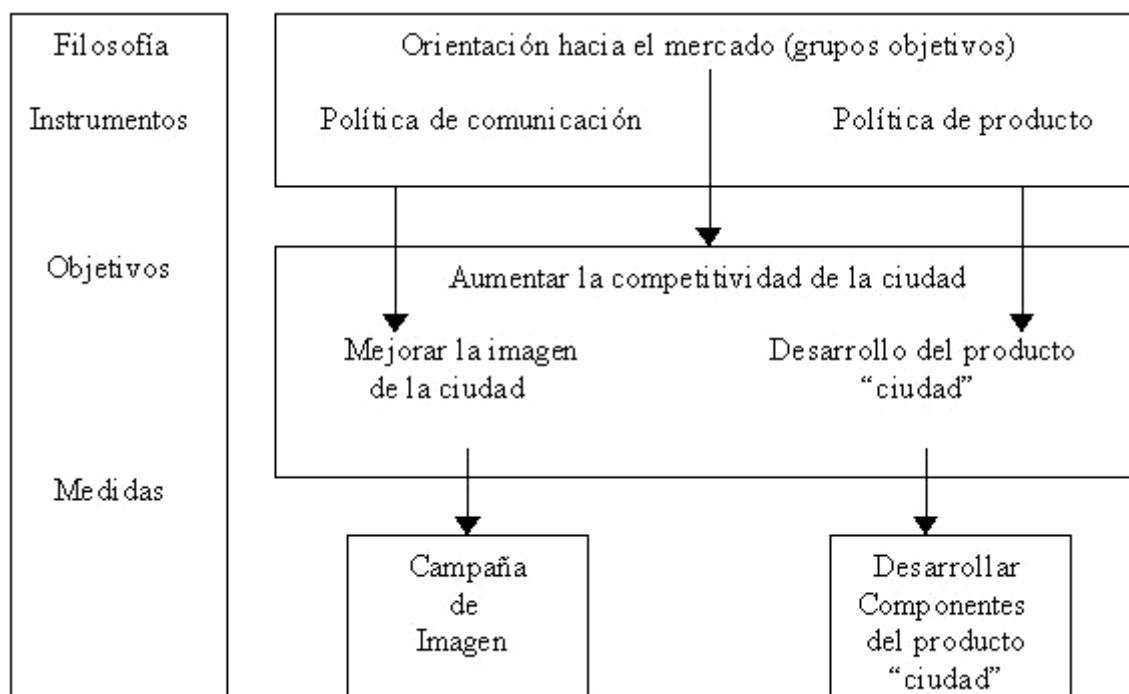 Filosofía
Orientación hacia el mercado (grupos objetivos)
Instrumentos
Política de comunicación
Política de producto
Objetivos
Aumentar la competitividad de la ciudad
Mejorar la imagen
de la ciudad
Desarrollo del producto
“ciudad”
Medidas
Campaña
de
Imagen
Desarrollar
Componentes
del producto
“ciudad”